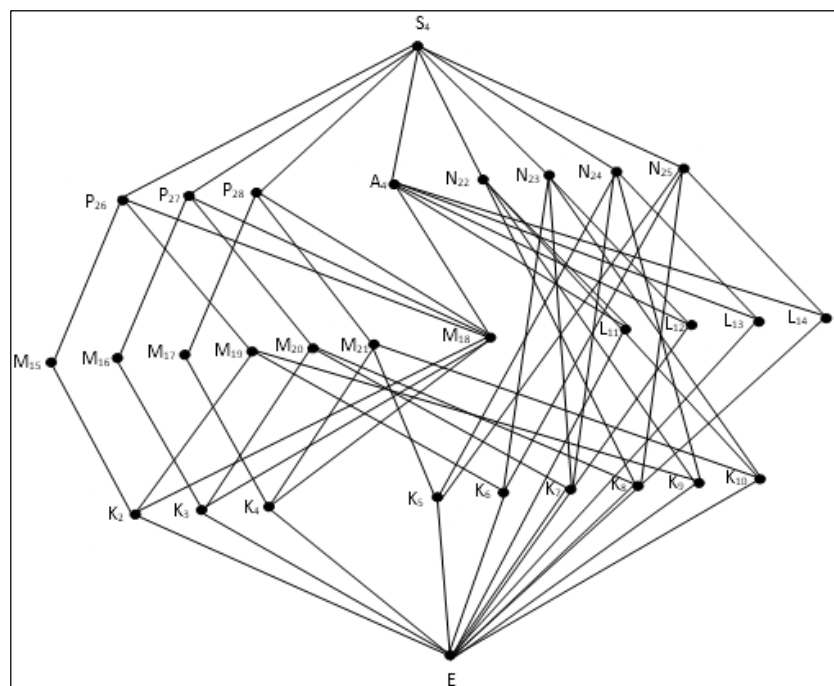 S₄
P₂₆ P₂₇ P₂₈ A₄ N₂₂ N₂₃ N₂₄ N₂₅
M₁₅ M₁₆ M₁₇ M₁₉ M₂₀ M₂₁ M₁₈ L₁₁ L₁₂ L₁₃ L₁₄
K₂ K₃ K₄ K₅ K₆ K₇ K₈ K₉ K₁₀
E